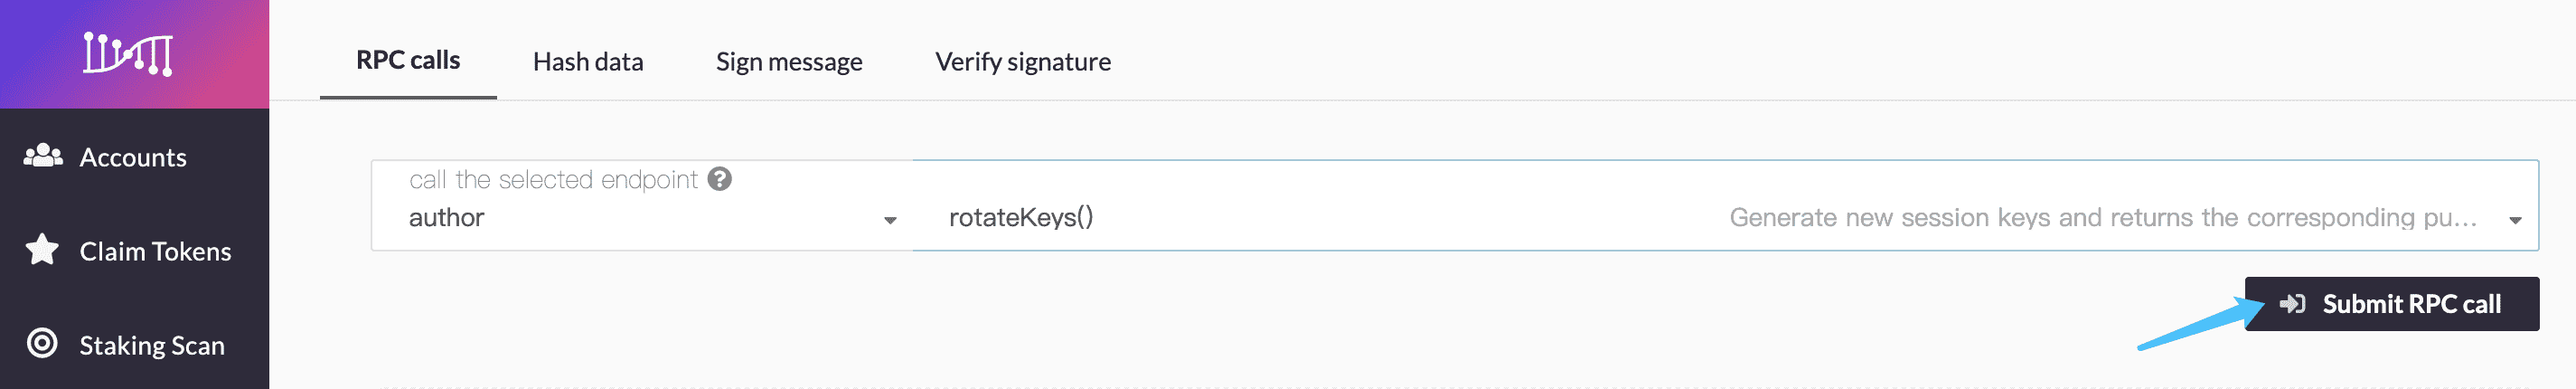 RPC calls
Hash data
Sign message
Verify signature
Accounts
Claim Tokens
Staking Scan
call the selected endpoint
author
rotateKeys()
Generate new session keys and returns the corresponding pu...
Submit RPC call